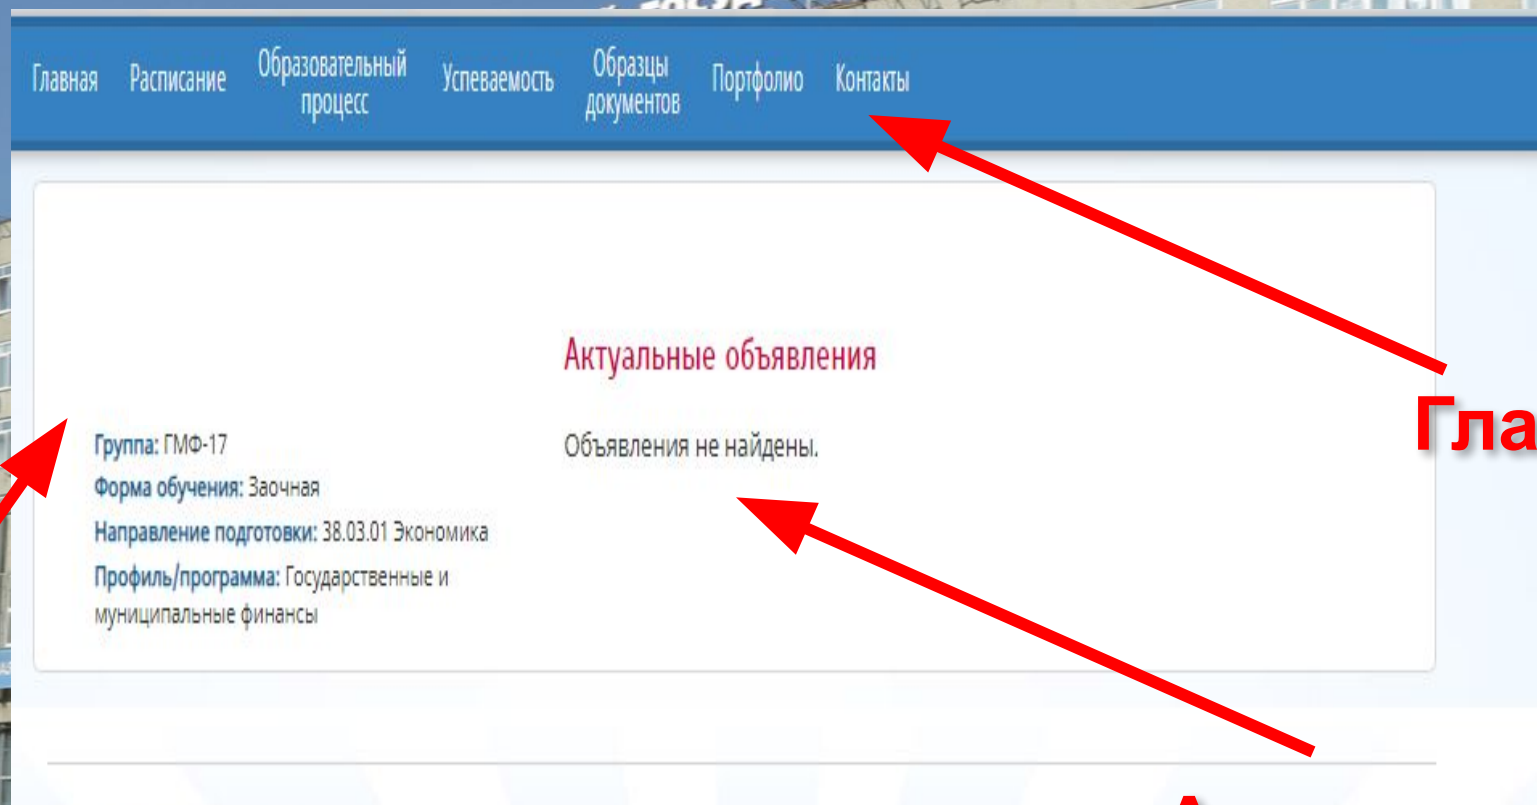 Главная Расписание Образовательный процесс Успеваемость Образцы документов Портфолио Контакты
Актуальные объявления
Группа: ГМФ-17
Форма обучения: Заочная
Направление подготовки: 38.03.01 Экономика
Профиль/программа: Государственные и
муниципальные финансы
Объявления не найдены.